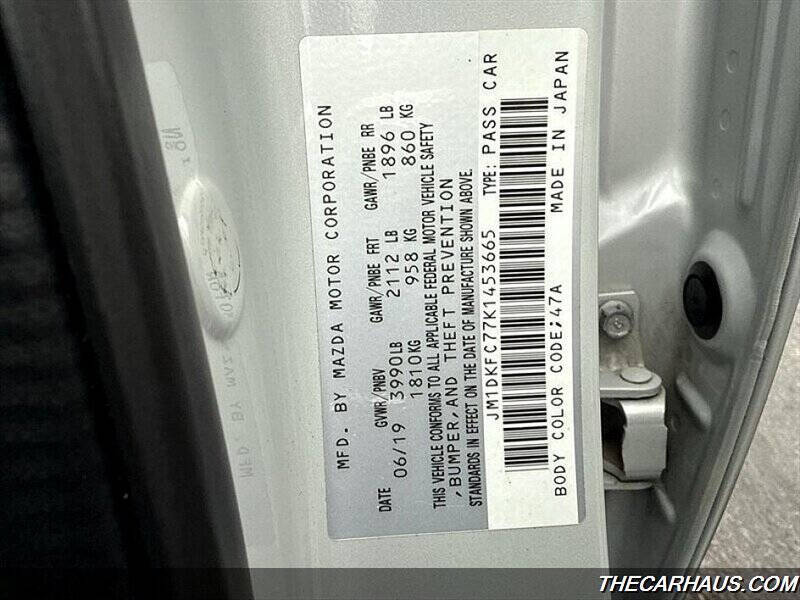 MFD. BY MAZDA MOTOR CORPORATION
DATE GVWR/PNBV GAWR/PNBE FRT GAWR/PNBE RR
06/19 3990LB 2112 LB 1896 LB
1810KG 958 KG 860 KG
THIS VEHICLE CONFORMS TO ALL APPLICABLE FEDERAL MOTOR VEHICLE SAFETY
,BUMPER,AND THEFT PREVENTION
STANDARDS IN EFFECT ON THE DATE OF MANUFACTURE SHOWN ABOVE.
JM1DKFC77K1453665 TYPE: PASS CAR
BODY COLOR CODE;47A MADE IN JAPAN
THECARHAUS.COM